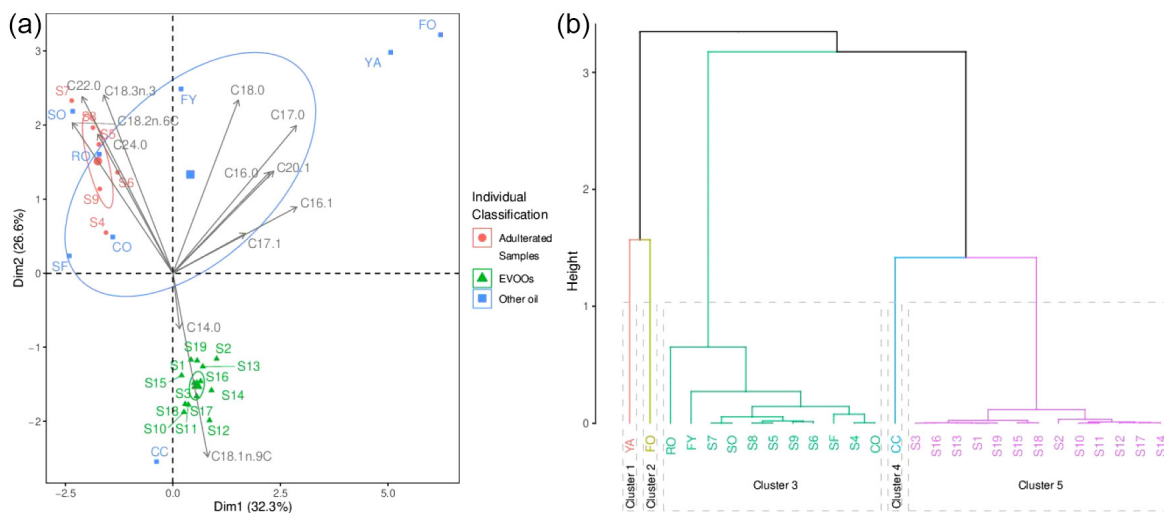 (a)
FO
YA
3
C22.0
C18.3n.3
S7
SO
FY
C18.0
C17.0
2
S8
C18.2n.6C
S5
C24.0
RO
C16.0
C20.1
S6
1
S9
C16.1
S4
CO
C17.1
SF
0
C14.0
-1
S19
S2
S1
S13
S15
S16
S3
S14
S18
S17
-2
S10
S11
S12
CC
C18.1n.9C
-2.5
0.0
2.5
5.0
Dim1 (32.3%)
Dim2 (26.6%)
Individual
Classification
Adulterated
Samples
EVOOs
Other oil
(b)
Height
3
2
1
0
YA
FO
RO
FY
S7
SO
S8
S5
S9
S6
SF
S4
CO
CC
S3
S16
S13
S1
S19
S15
S18
S2
S10
S11
S12
S17
S14
Cluster 1
Cluster 2
Cluster 3
Cluster 4
Cluster 5